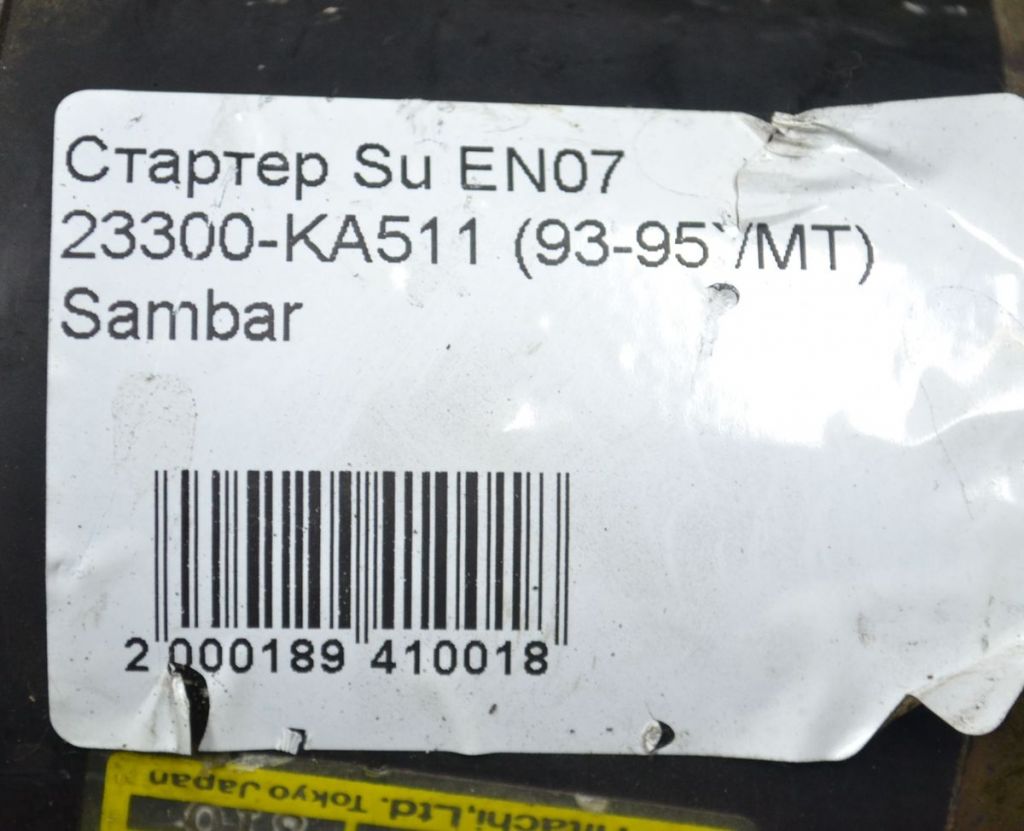 Стартер Su EN07
23300-KA511 (93-95`/MT)
Sambar
2 000189 410018
Hitachi,Ltd. Tokyo Japan